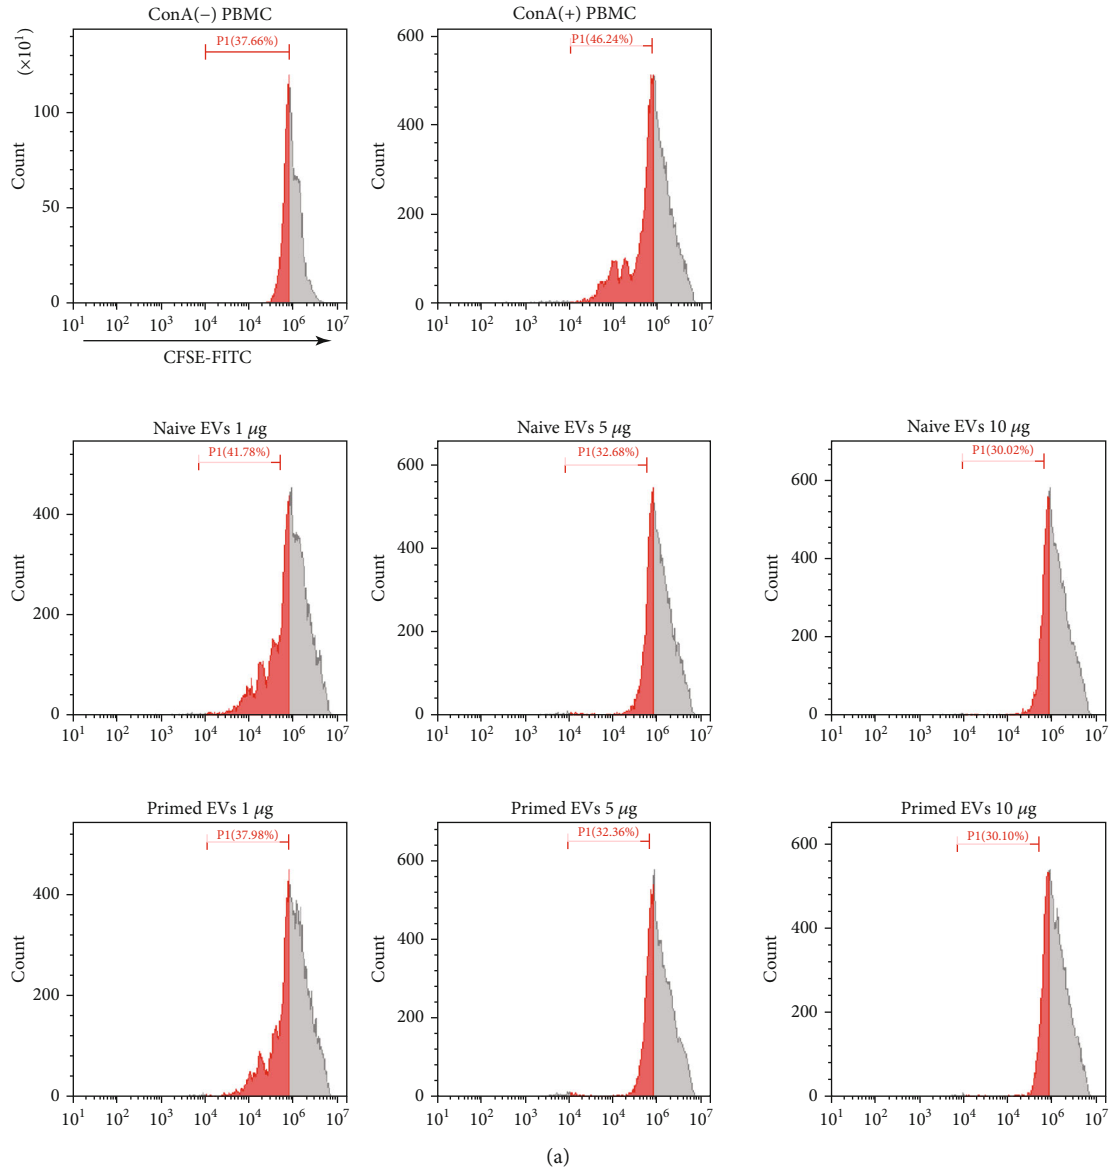 ConA(−) PBMC
P1(37.66%)
(×10¹)
Count
100
50
0
10¹ 10² 10³ 10⁴ 10⁴ 10⁶ 10⁷
CFSE-FITC
ConA(+) PBMC
P1(46.24%)
Count
600
400
200
0
10¹ 10² 10³ 10⁴ 10⁴ 10⁶ 10⁷
Naive EVs 1 μg
P1(41.78%)
Count
400
200
0
10¹ 10² 10³ 10⁴ 10⁴ 10⁶ 10⁷
Naive EVs 5 μg
P1(32.68%)
Count
600
400
200
0
10¹ 10² 10³ 10⁴ 10⁴ 10⁶ 10⁷
Naive EVs 10 μg
P1(30.02%)
Count
600
400
200
0
10¹ 10² 10³ 10⁴ 10⁴ 10⁶ 10⁷
Primed EVs 1 μg
P1(37.98%)
Count
400
200
0
10¹ 10² 10³ 10⁴ 10⁴ 10⁶ 10⁷
Primed EVs 5 μg
P1(32.36%)
Count
600
400
200
0
10¹ 10² 10³ 10⁴ 10⁴ 10⁶ 10⁷
Primed EVs 10 μg
P1(30.10%)
Count
600
400
200
0
10¹ 10² 10³ 10⁴ 10⁴ 10⁶ 10⁷
(a)